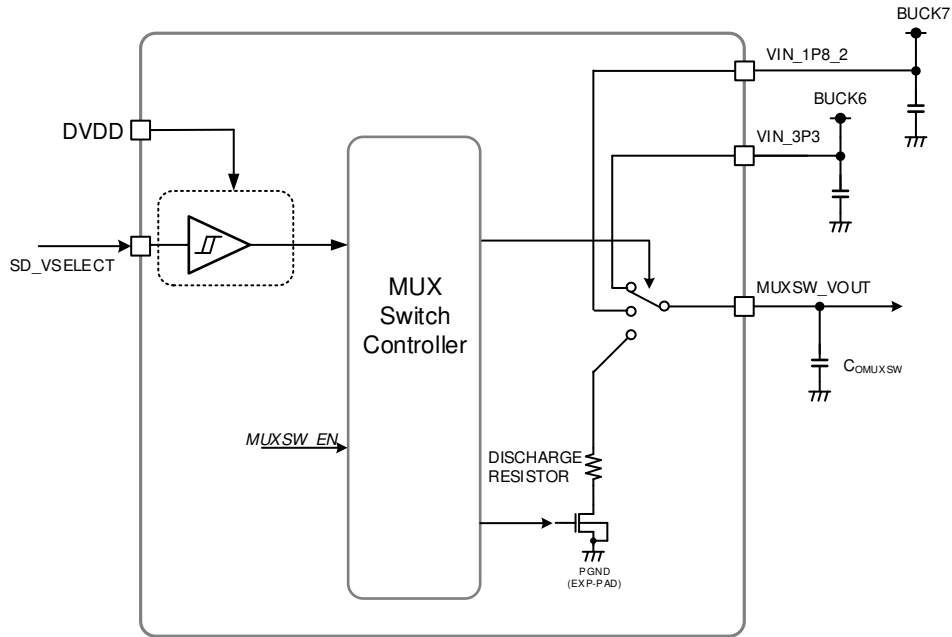 BUCK7
VIN_1P8_2
BUCK6
DVDD
VIN_3P3
SD_VSELECT
MUX
Switch
Controller
MUXSW_VOUT
COMUXSW
MUXSW_EN
DISCHARGE
RESISTOR
PGND
(EXP-PAD)